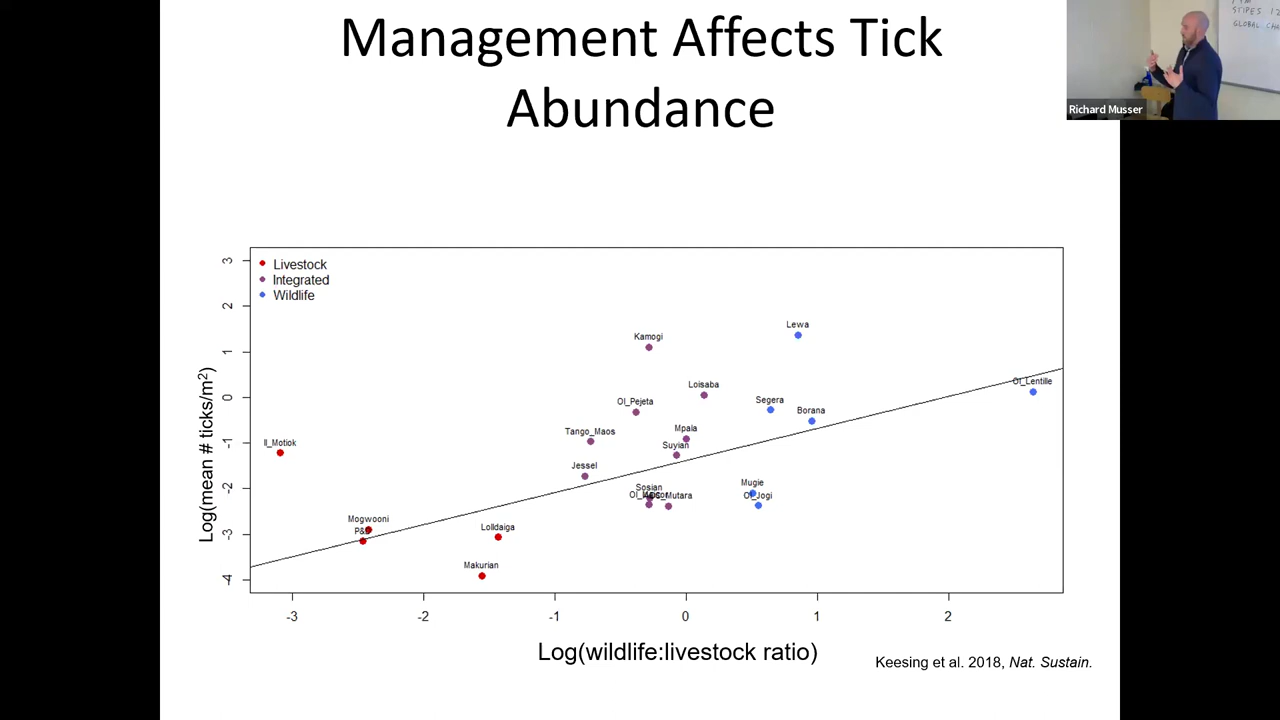 Management Affects Tick
Abundance
STIPES
GLOBAL
Richard Musser
Livestock
Integrated
Wildlife
3
2
1
0
-1
-2
-3
-4
Log(mean # ticks/m²)
Lewa
Kamogi
Ol_Lentille
Loisaba
Segera
Ol_Pejeta
Borana
Mpala
Tango_Maos
Suyian
Il_Motiok
Jessel
Mugie
Sosian
Mutara
Ol_Jogi
Mogwooni
Lolldaiga
Makurian
-3
-2
-1
0
1
2
Log(wildlife:livestock ratio)
Keesing et al. 2018, Nat. Sustain.